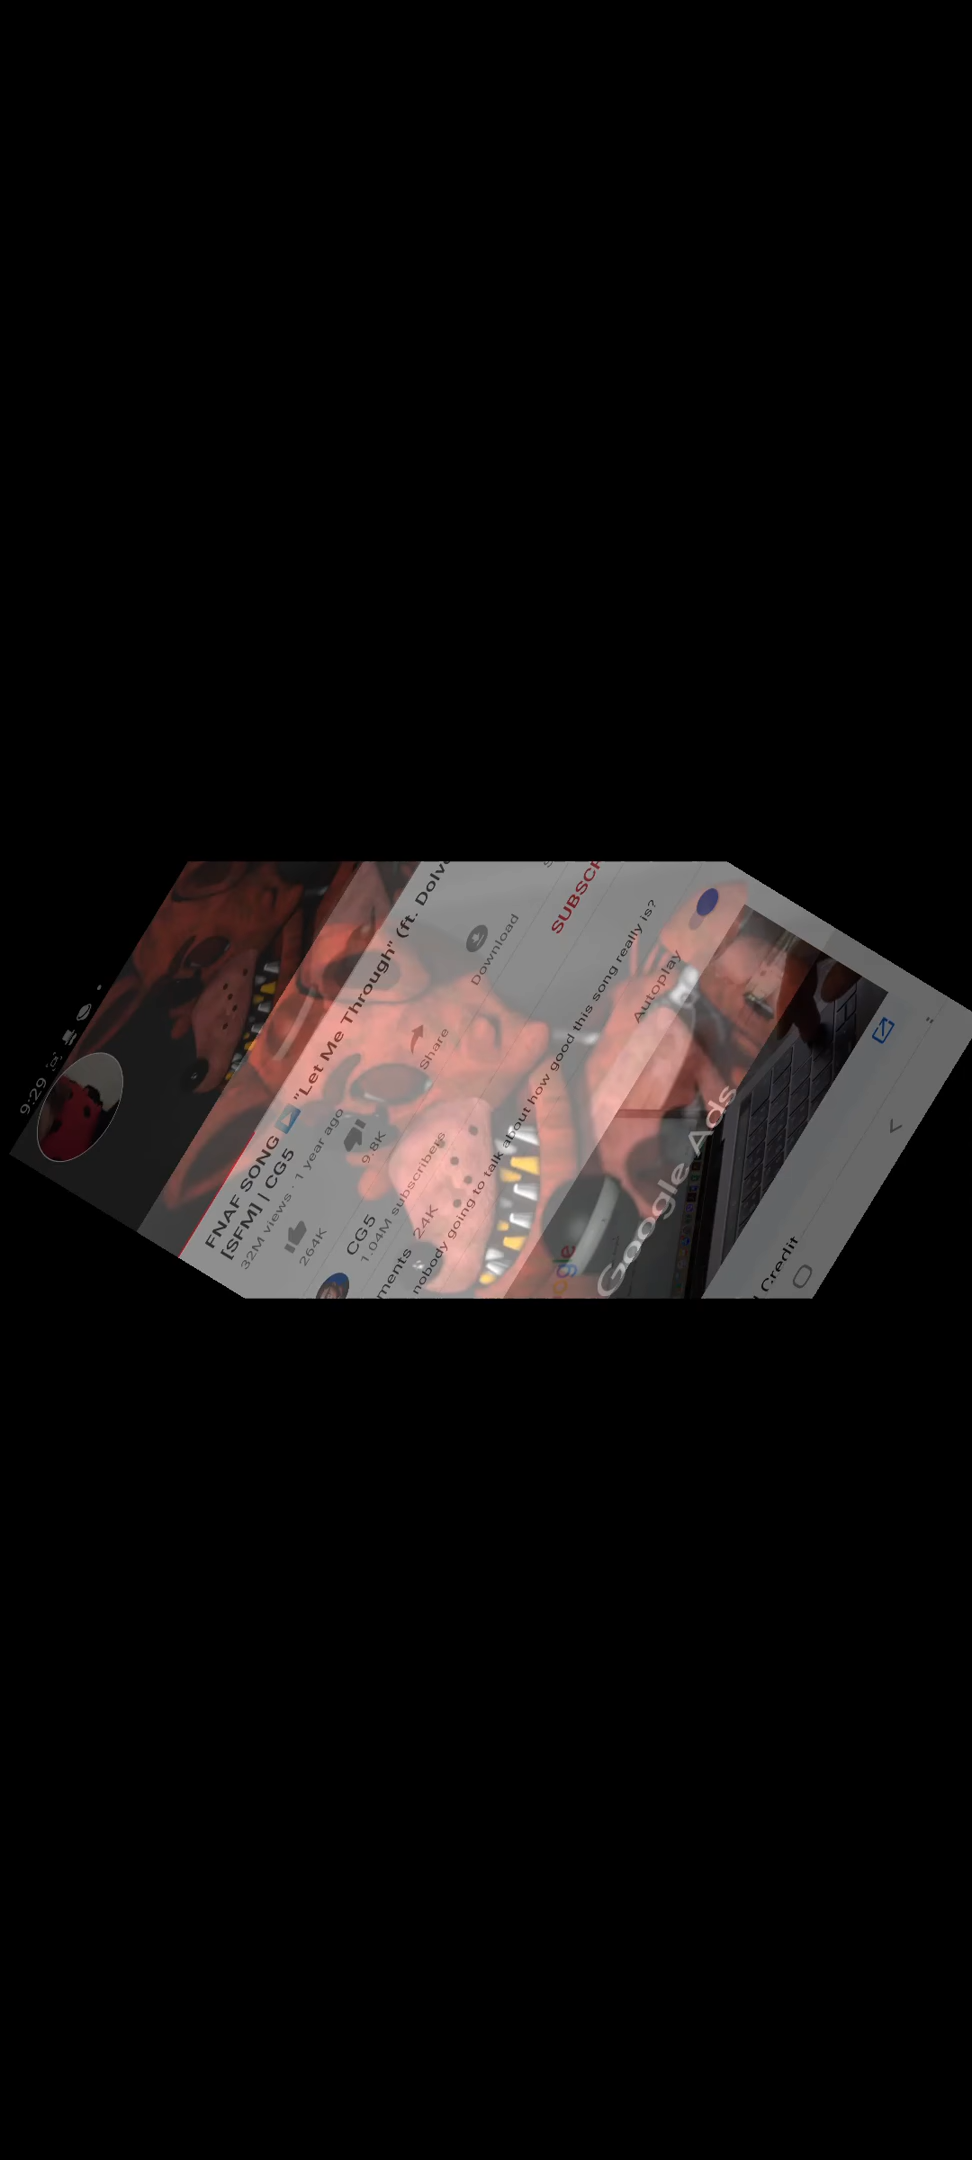 9:29
FNAF SONG ▶️ "Let Me Through" (ft.
[SFM] | CG5
32M views · 1 year ago
264K
9.8K
Share
Download
CG5
1.04M subscribers
24K
nobody going to talk about how good this song really is?
Autoplay
Google Ads
Credit